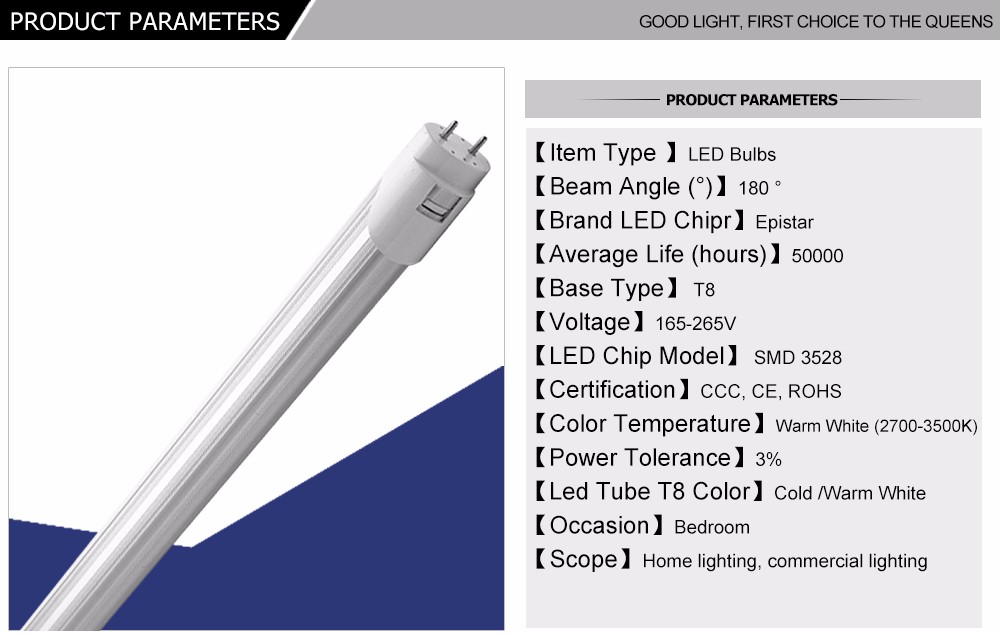 PRODUCT PARAMETERS
GOOD LIGHT, FIRST CHOICE TO THE QUEENS
PRODUCT PARAMETERS
【Item Type 】 LED Bulbs
【Beam Angle (°)】 180 °
【Brand LED Chipr】 Epistar
【Average Life (hours)】 50000
【Base Type】 T8
【Voltage】 165-265V
【LED Chip Model】 SMD 3528
【Certification】 CCC, CE, ROHS
【Color Temperature】 Warm White (2700-3500K)
【Power Tolerance】 3%
【Led Tube T8 Color】 Cold /Warm White
【Occasion】 Bedroom
【Scope】 Home lighting, commercial lighting